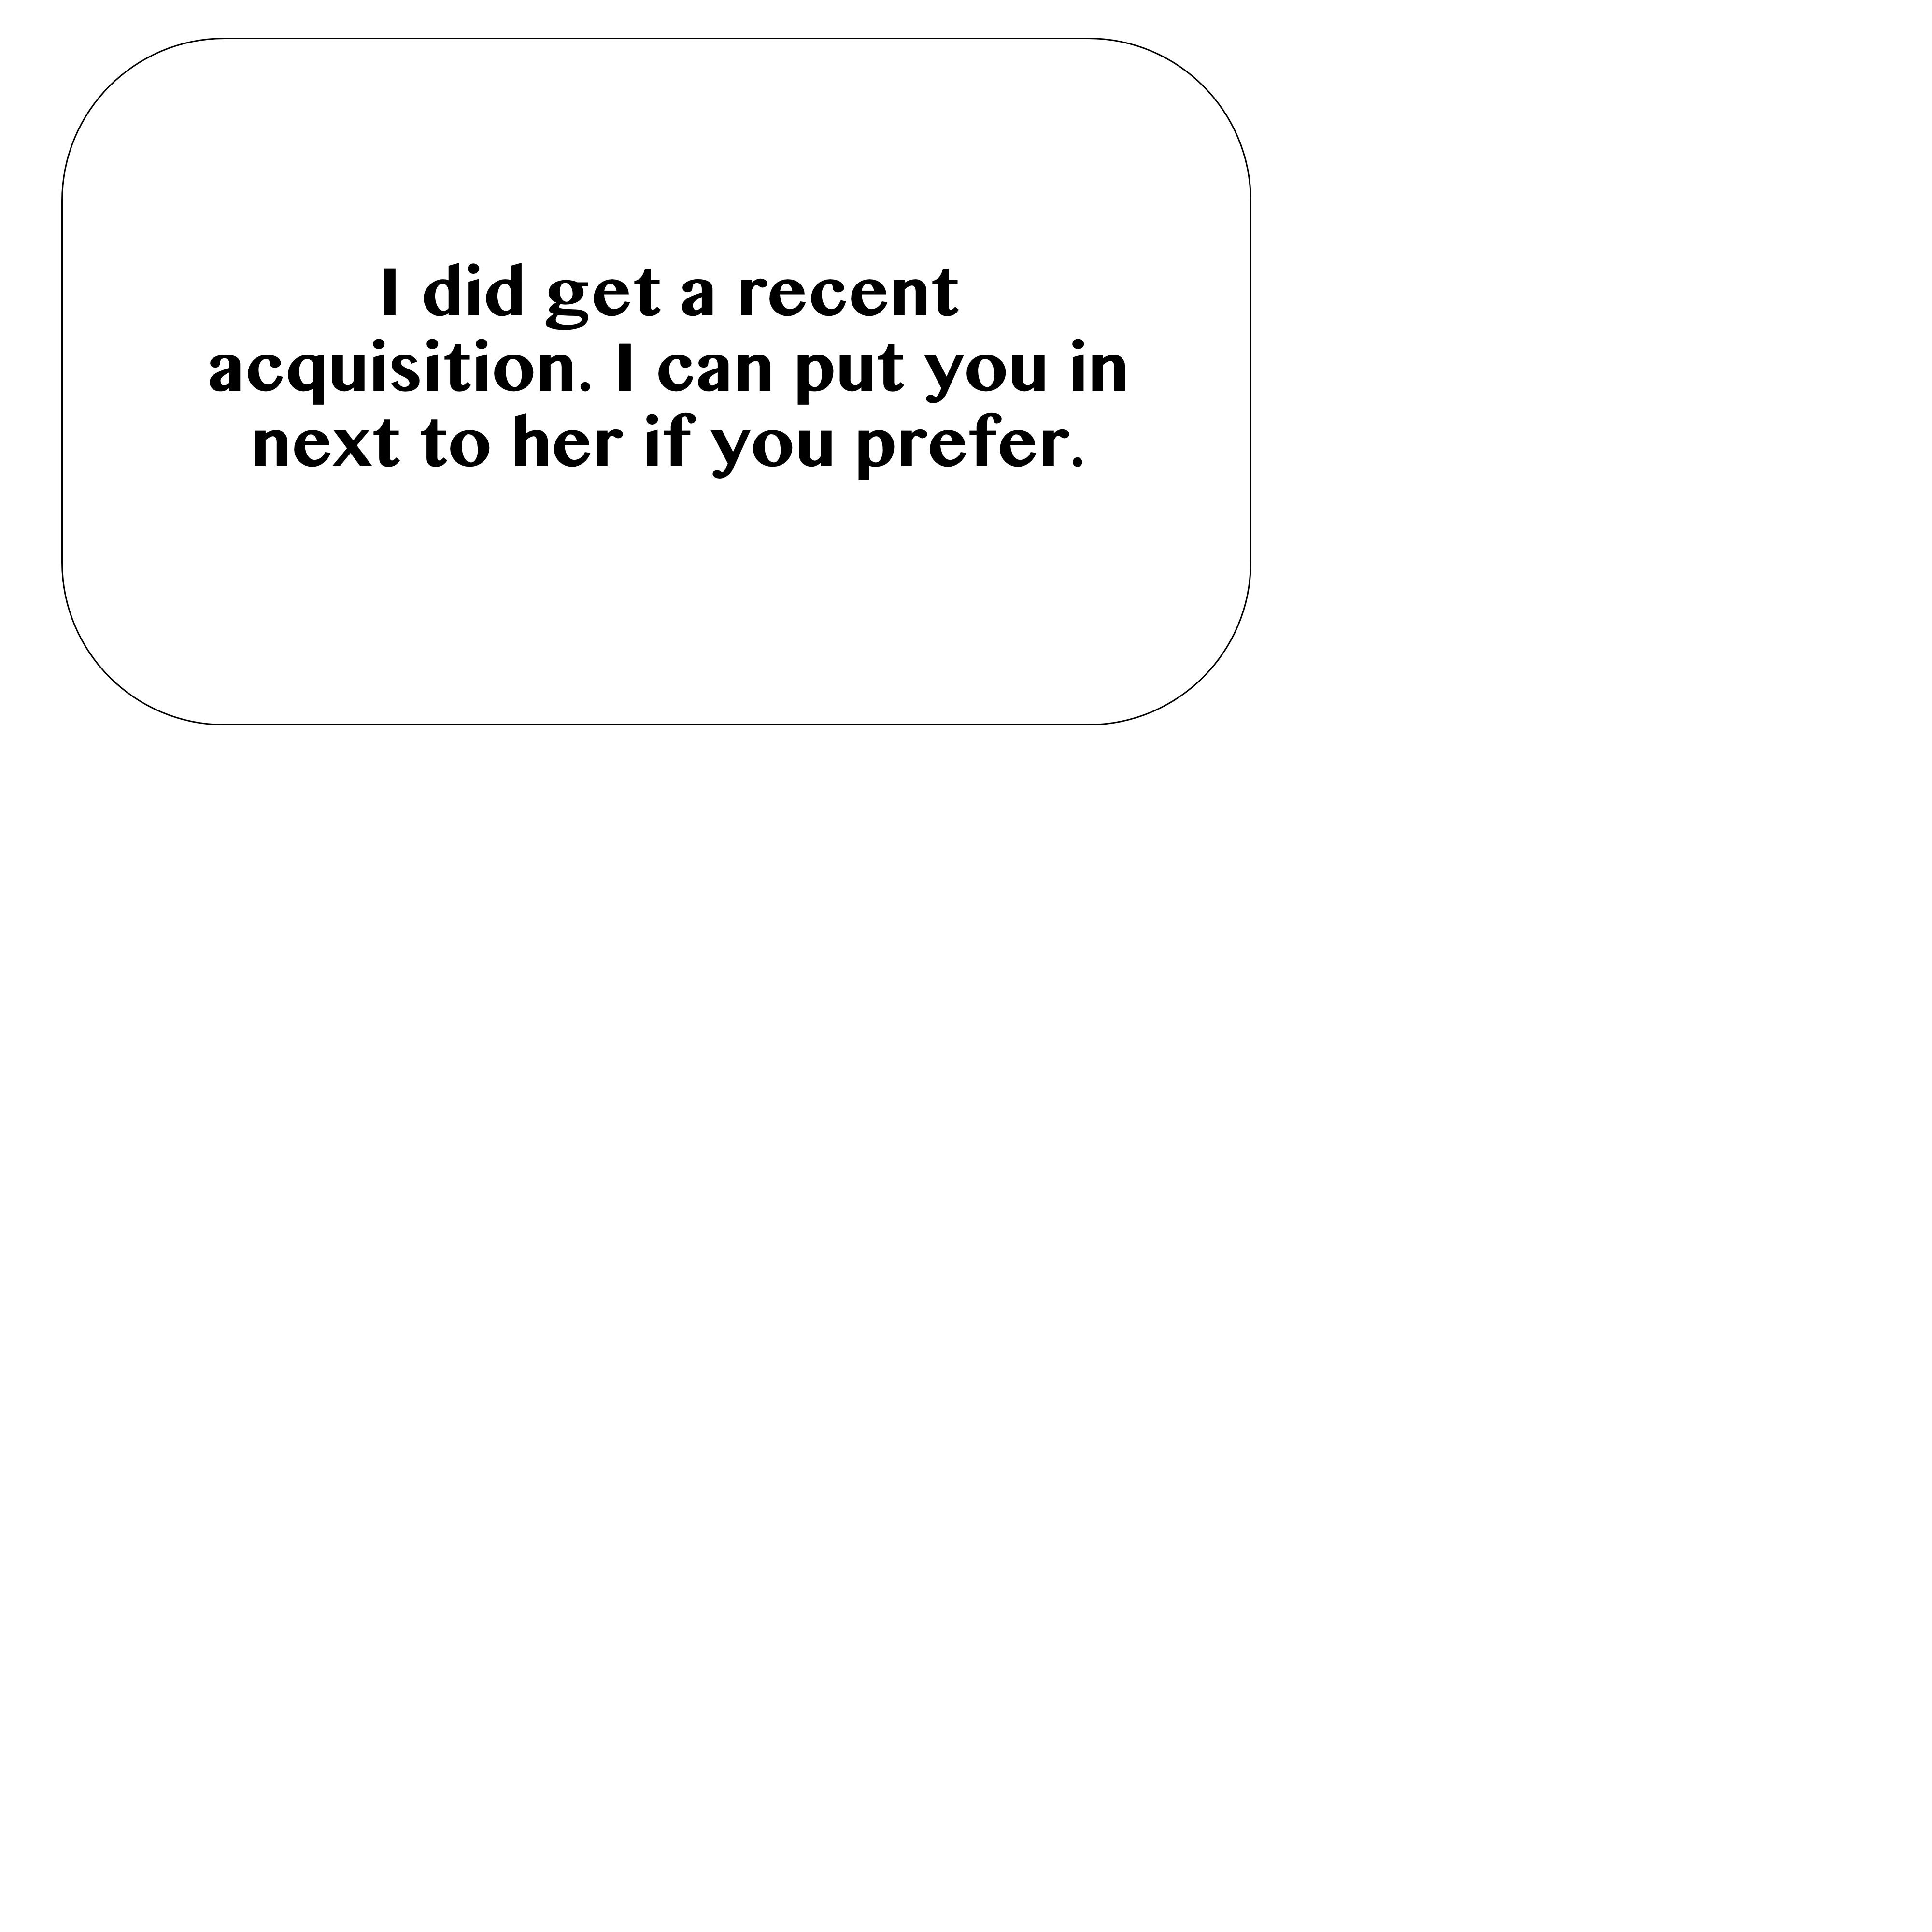 I did get a recent
acquisition. I can put you in
next to her if you prefer.